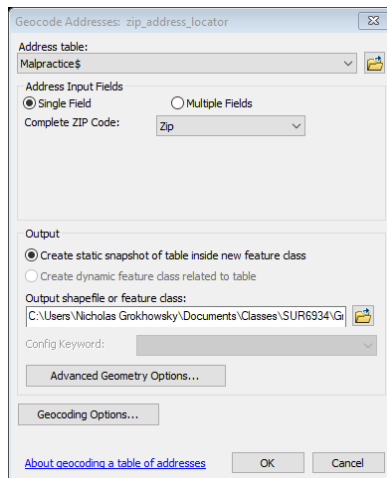 Geocode Addresses: zip_address_locator
Address table:
Malpractice$
Address Input Fields
Single Field Multiple Fields
Complete ZIP Code: Zip
Output
Create static snapshot of table inside new feature class
Create dynamic feature class related to table
Output shapefile or feature class:
C:\Users\Nicholas Grokhowsky\Documents\Classes\SUR6934\Gr
Config Keyword:
Advanced Geometry Options...
Geocoding Options...
About geocoding a table of addresses OK Cancel